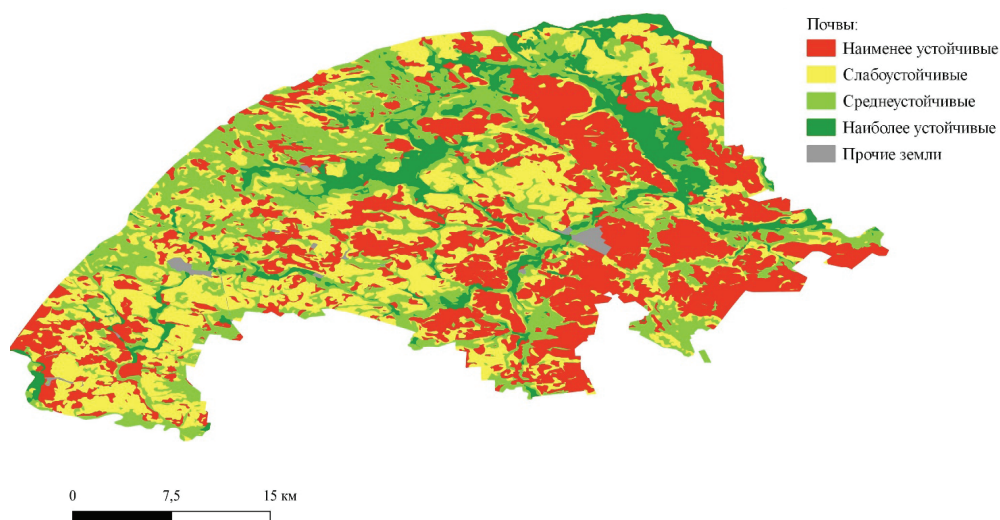 Почвы:
Наименее устойчивые
Слабоустойчивые
Среднеустойчивые
Наиболее устойчивые
Прочие земли
0 7,5 15 км